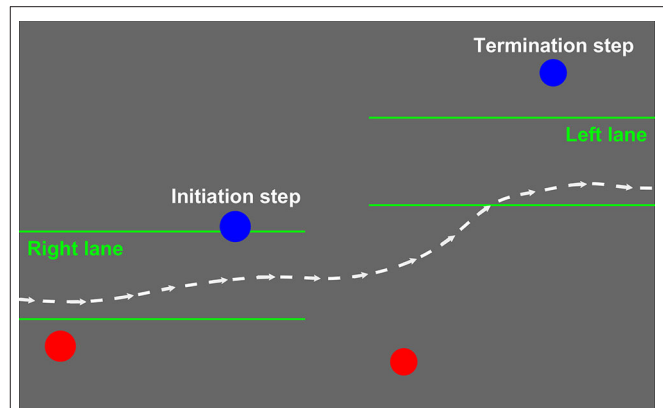 Termination step
Left lane
Initiation step
Right lane